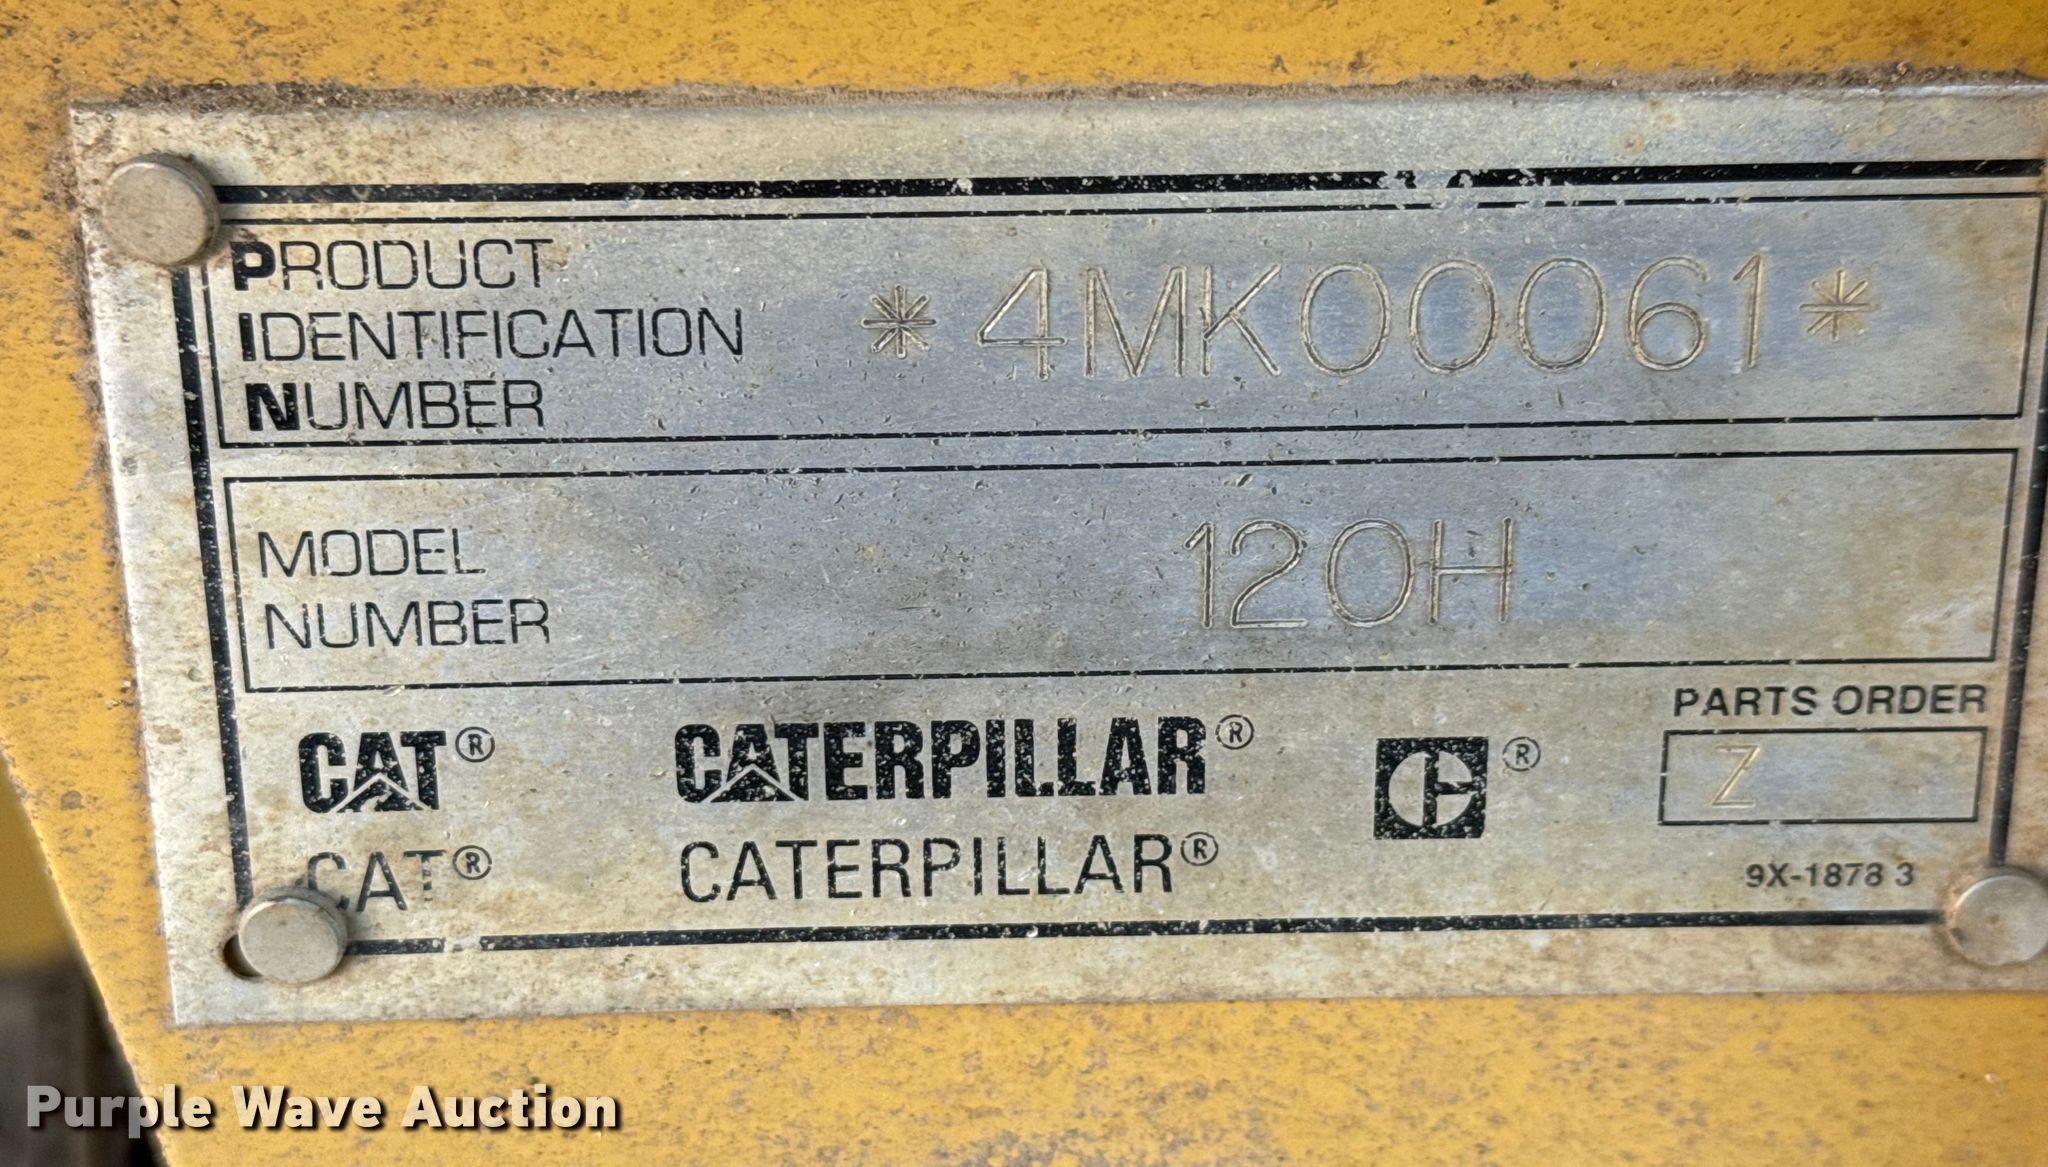 PRODUCT
IDENTIFICATION
NUMBER
*4MK00061*
MODEL
NUMBER
120H
CAT® CATERPILLAR® ®
CAT® CATERPILLAR®
PARTS ORDER
Z
9X-1878 3
Purple Wave Auction